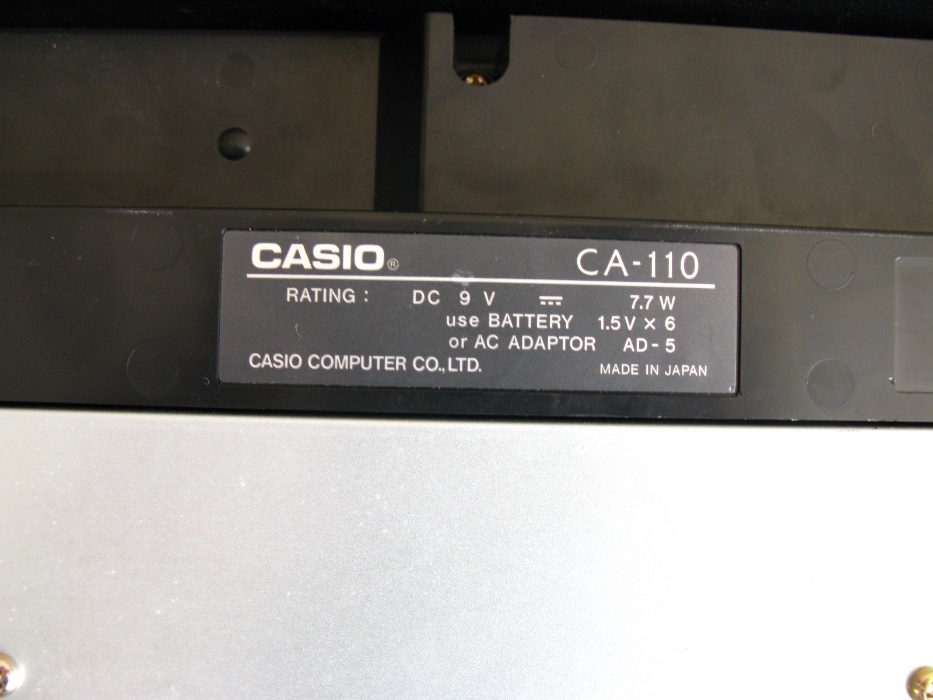 CASIO® CA-110
RATING : DC 9 V ⎓ 7.7 W
use BATTERY 1.5V × 6
or AC ADAPTOR AD-5
CASIO COMPUTER CO.,LTD. MADE IN JAPAN